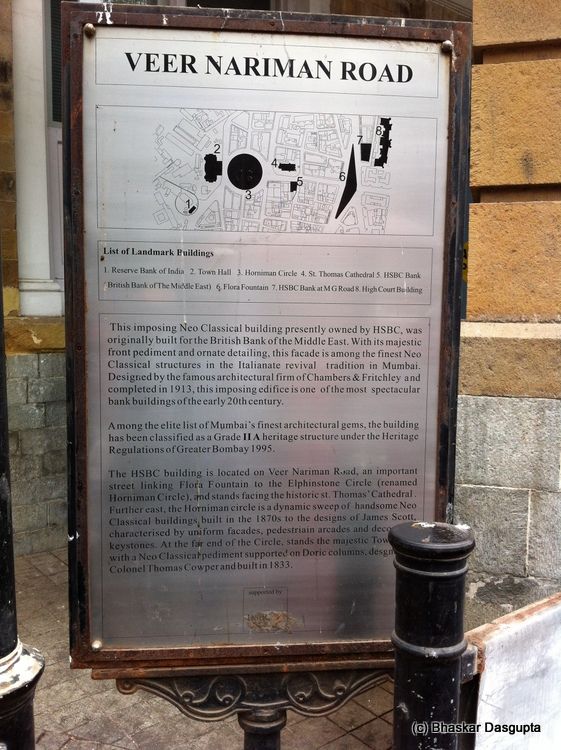 VEER NARIMAN ROAD
1
2
3
4
5
6
7
8
List of Landmark Buildings
1. Reserve Bank of India 2. Town Hall 3. Horniman Circle 4. St. Thomas Cathedral 5. HSBC Bank
(British Bank of The Middle East) 6. Flora Fountain 7. HSBC Bank at M G Road 8. High Court Building
This imposing Neo Classical building presently owned by HSBC, was
originally built for the British Bank of the Middle East. With its majestic
front pediment and ornate detailing, this facade is among the finest Neo
Classical structures in the Italianate revival tradition in Mumbai.
Designed by the famous architectural firm of Chambers & Fritchley and
completed in 1913, this imposing edifice is one of the most spectacular
bank buildings of the early 20th century.
Among the elite list of Mumbai's finest architectural gems, the building
has been classified as a Grade II A heritage structure under the Heritage
Regulations of Greater Bombay 1995.
The HSBC building is located on Veer Nariman Road, an important
street linking Flora Fountain to the Elphinstone Circle (renamed
Horniman Circle), and stands facing the historic st. Thomas' Cathedral.
Further east, the Horniman circle is a dynamic sweep of handsome Neo
Classical buildings, built in the 1870s to the designs of James Scott,
characterised by uniform facades, pedestriain arcades and
keystones. At the far end of the Circle, stands the majestic
with a Neo Classical pediment supported on Doric columns,
Colonel Thomas Cowper and built in 1833.
supported by
(c) Bhaskar Dasgupta